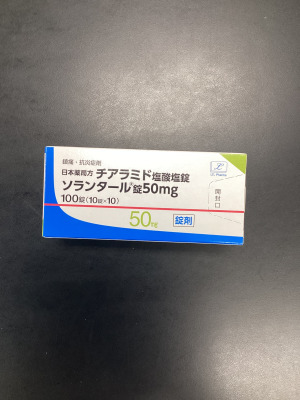 鎮痛・抗炎症剤
日本薬局方 チアラミド塩酸塩錠
ソランタール®錠50mg
100錠(10錠×10)
50mg
錠剤
開封口